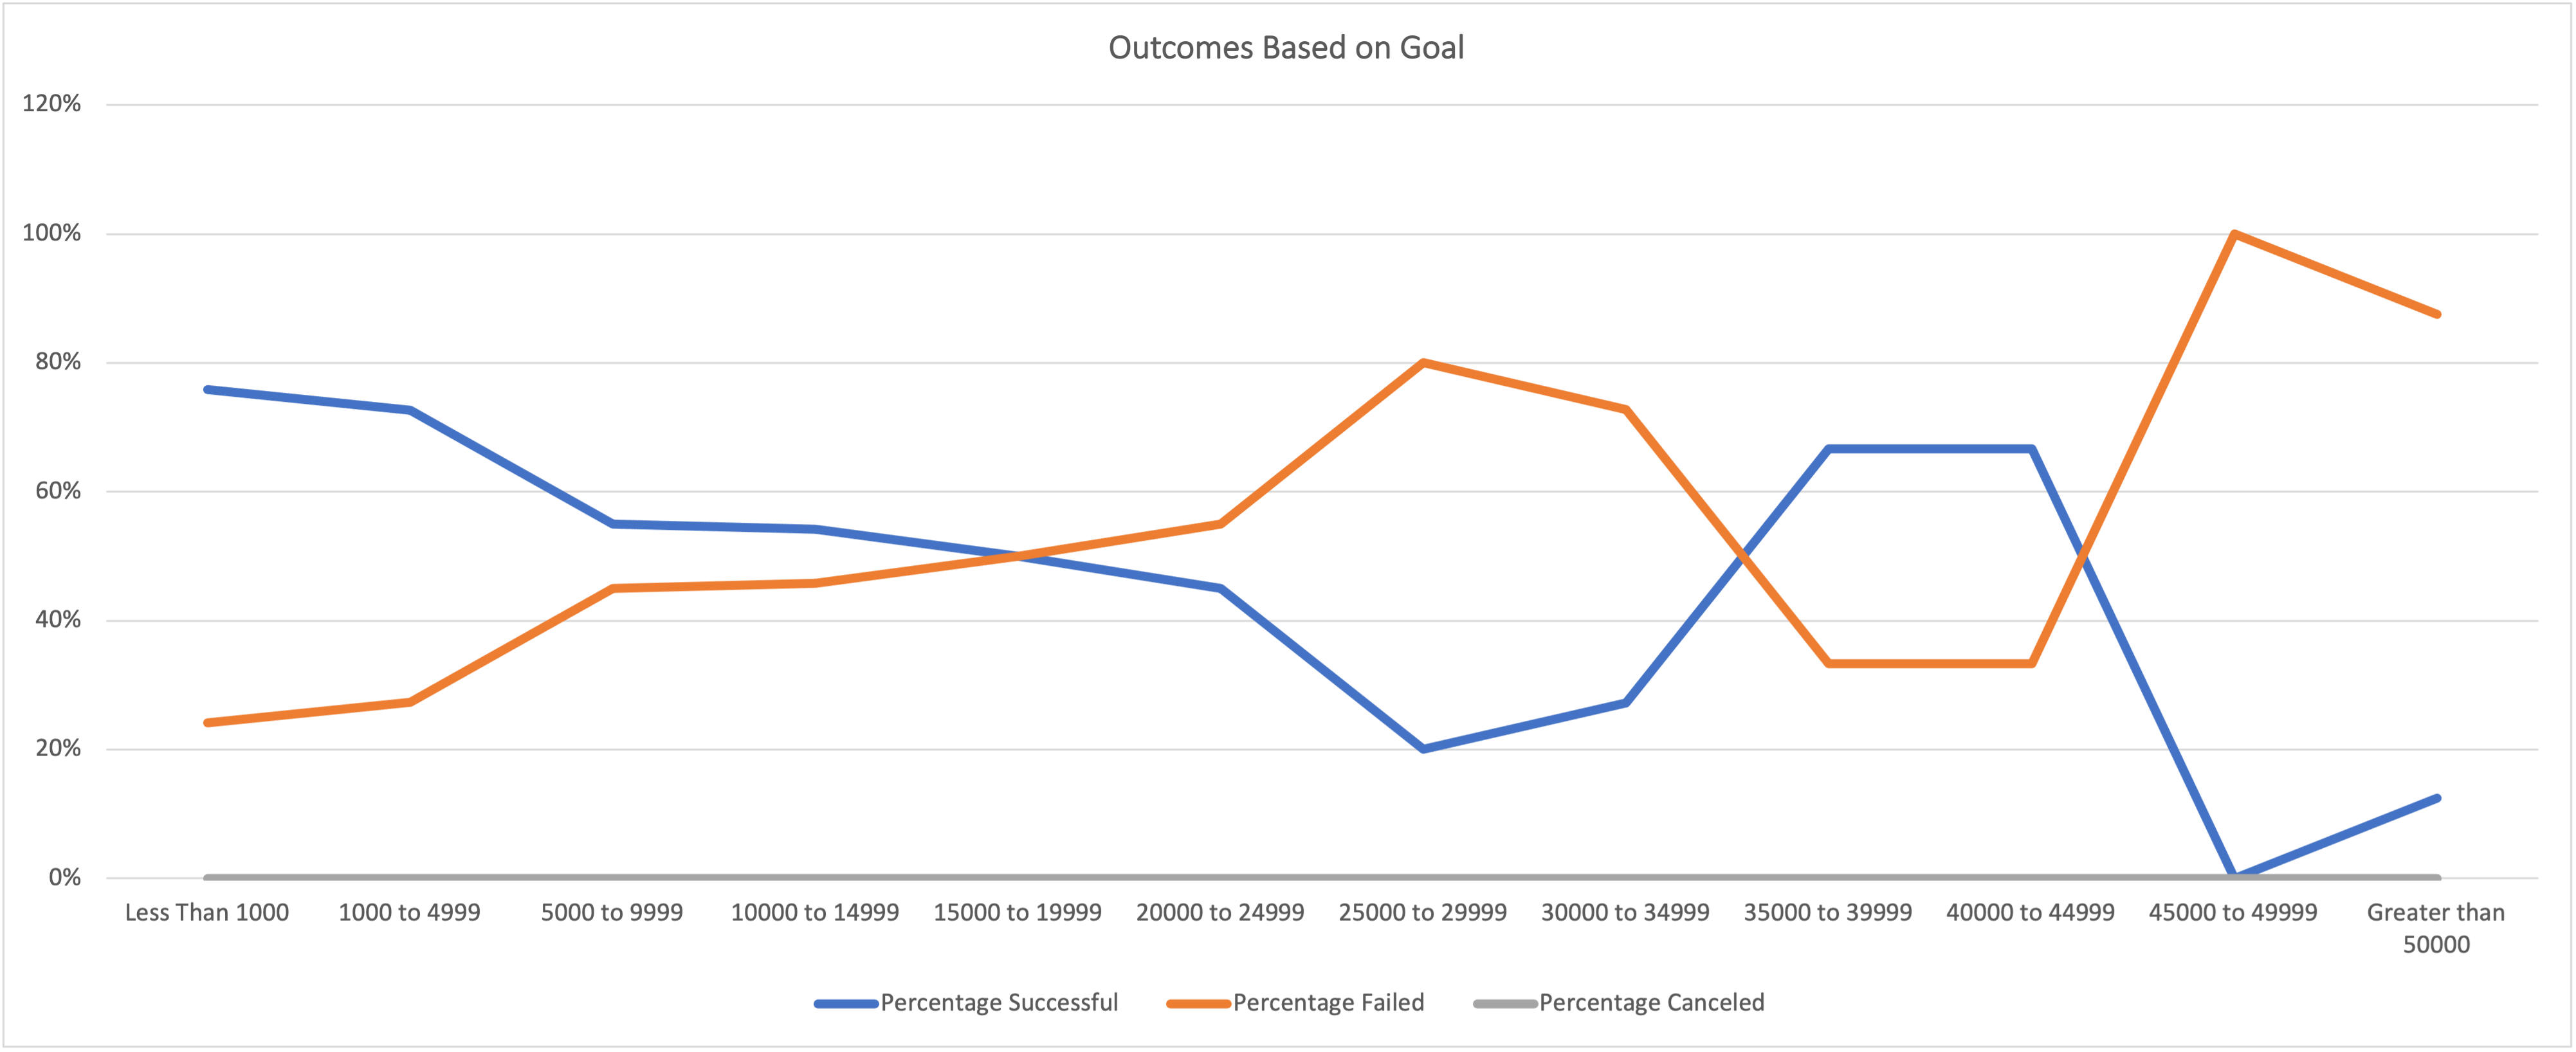 Outcomes Based on Goal
120%
100%
80%
60%
40%
20%
0%
Less Than 1000
1000 to 4999
5000 to 9999
10000 to 14999
15000 to 19999
20000 to 24999
25000 to 29999
30000 to 34999
35000 to 39999
40000 to 44999
45000 to 49999
Greater than
50000
Percentage Successful
Percentage Failed
Percentage Canceled